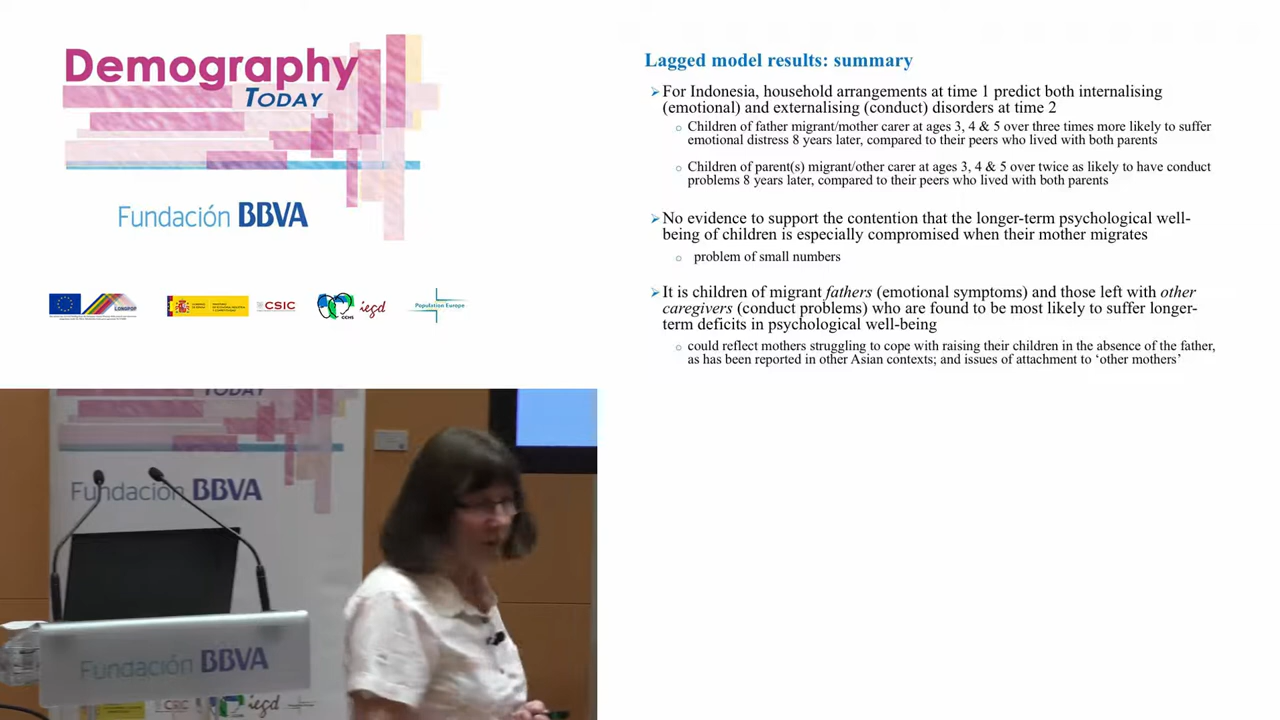 Demography
TODAY
Fundación BBVA
LONGPOP
CSIC
CCHS
iegd
Population Europe
Lagged model results: summary
For Indonesia, household arrangements at time 1 predict both internalising
(emotional) and externalising (conduct) disorders at time 2
Children of father migrant/mother carer at ages 3, 4 & 5 over three times more likely to suffer
emotional distress 8 years later, compared to their peers who lived with both parents
Children of parent(s) migrant/other carer at ages 3, 4 & 5 over twice as likely to have conduct
problems 8 years later, compared to their peers who lived with both parents
No evidence to support the contention that the longer-term psychological well-
being of children is especially compromised when their mother migrates
problem of small numbers
It is children of migrant fathers (emotional symptoms) and those left with other
caregivers (conduct problems) who are found to be most likely to suffer longer-
term deficits in psychological well-being
could reflect mothers struggling to cope with raising their children in the absence of the father,
as has been reported in other Asian contexts; and issues of attachment to ‘other mothers’
TODAY
Fundación BBVA
Fundación BBVA
iegd